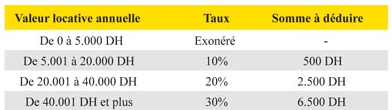 Valeur locative annuelle Taux Somme à déduire
De 0 à 5.000 DH Exonéré -
De 5.001 à 20.000 DH 10% 500 DH
De 20.001 à 40.000 DH 20% 2.500 DH
De 40.001 DH et plus 30% 6.500 DH